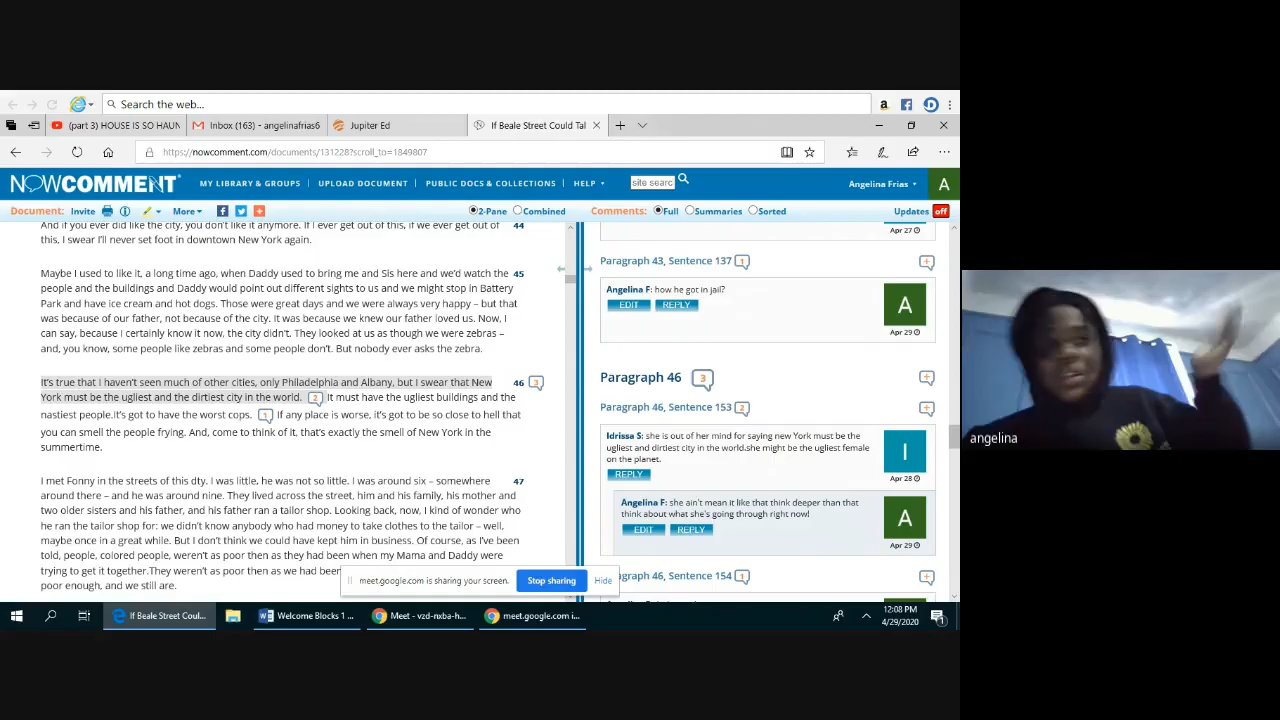 Search the web...
(part 3) HOUSE IS SO HAUN
Inbox (163) - angelinafrias6
Jupiter Ed
If Beale Street Could Tal
https://nowcomment.com/documents/131228?scroll_to=1849807
NOWCOMMENT
MY LIBRARY & GROUPS
UPLOAD DOCUMENT
PUBLIC DOCS & COLLECTIONS
HELP
site searc
Angelina Frias
A
Document:
Invite
More
2-Pane
Combined
Comments:
Full
Summaries
Sorted
Updates
off
And if you ever did like the city, you don't like it anymore. If I ever get out of this, if we ever get out of
44
this, I swear I'll never set foot in downtown New York again.
Maybe I used to like it, a long time ago, when Daddy used to bring me and Sis here and we'd watch the
45
people and the buildings and Daddy would point out different sights to us and we might stop in Battery
Park and have ice cream and hot dogs. Those were great days and we were always very happy – but that
was because of our father, not because of the city. It was because we knew our father loved us. Now, I
can say, because I certainly know it now, the city didn't. They looked at us as though we were zebras –
and, you know, some people like zebras and some people don't. But nobody ever asks the zebra.
It's true that I haven't seen much of other cities, only Philadelphia and Albany, but I swear that New
46
3
York must be the ugliest and the dirtiest city in the world. 2 It must have the ugliest buildings and the
nastiest people.It's got to have the worst cops. 1 If any place is worse, it's got to be so close to hell that
you can smell the people frying. And, come to think of it, that's exactly the smell of New York in the
summertime.
I met Fonny in the streets of this dty. I was little, he was not so little. I was around six – somewhere
47
around there – and he was around nine. They lived across the street, him and his family, his mother and
two older sisters and his father, and his father ran a tailor shop. Looking back, now, I kind of wonder who
he ran the tailor shop for: we didn't know anybody who had money to take clothes to the tailor – well.
maybe once in a great while. But I don't think we could have kept him in business. Of course, as I've been
told, people, colored people, weren't as poor then as they had been when my Mama and Daddy were
trying to get it together.They weren't as poor then as we had been
poor enough, and we still are.
Apr 27
Paragraph 43, Sentence 137 1
Angelina F: how he got in jail?
EDIT
REPLY
A
Apr 29
Paragraph 46 3
Paragraph 46, Sentence 153 2
Idrissa S: she is out of her mind for saying new York must be the
ugliest and dirtiest city in the world.she might be the ugliest female
on the planet.
REPLY
I
Apr 28
Angelina F: she ain't mean it like that think deeper than that
think about what she's going through right now!
EDIT
REPLY
A
Apr 29
graph 46, Sentence 154 1
meet.google.com is sharing your screen.
Stop sharing
Hide
If Beale Street Coul...
Welcome Blocks 1 ...
Meet - vzd-nxba-h...
meet.google.com i...
12:08 PM
4/29/2020
1
angelina